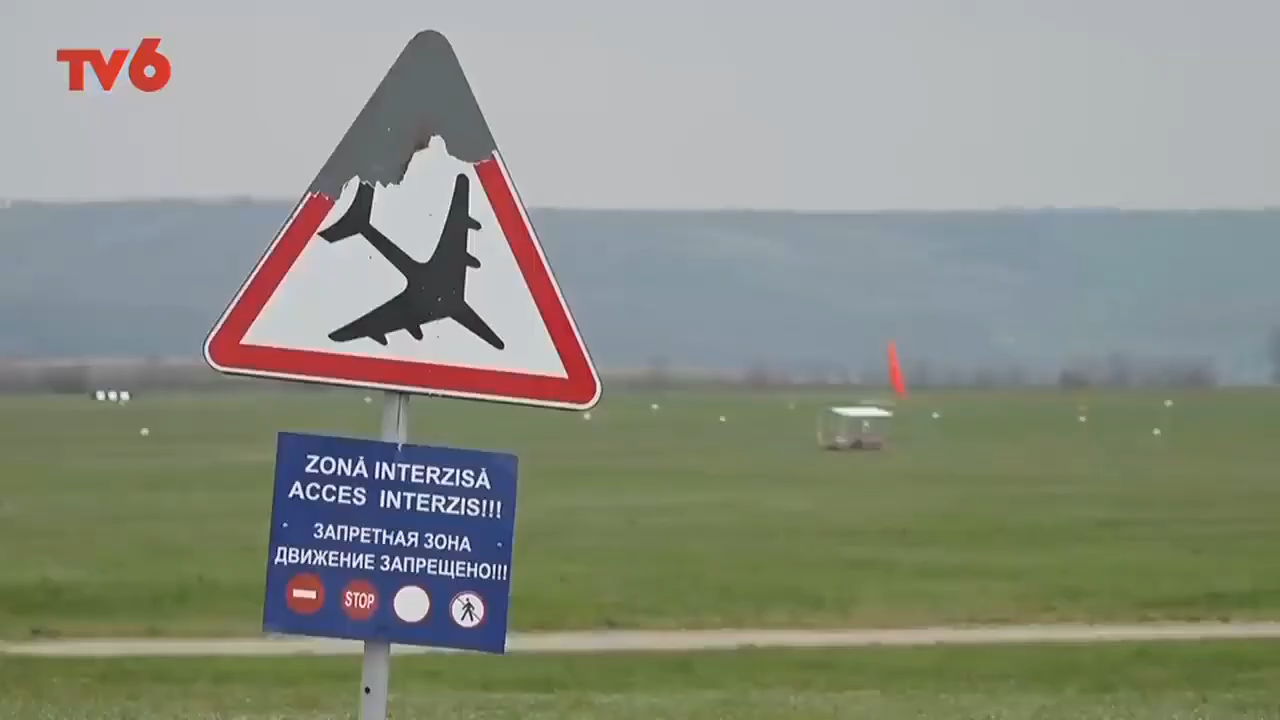 TV6
ZONĂ INTERZISĂ
ACCES INTERZIS!!!
ЗАПРЕТНАЯ ЗОНА
ДВИЖЕНИЕ ЗАПРЕЩЕНО!!!
STOP